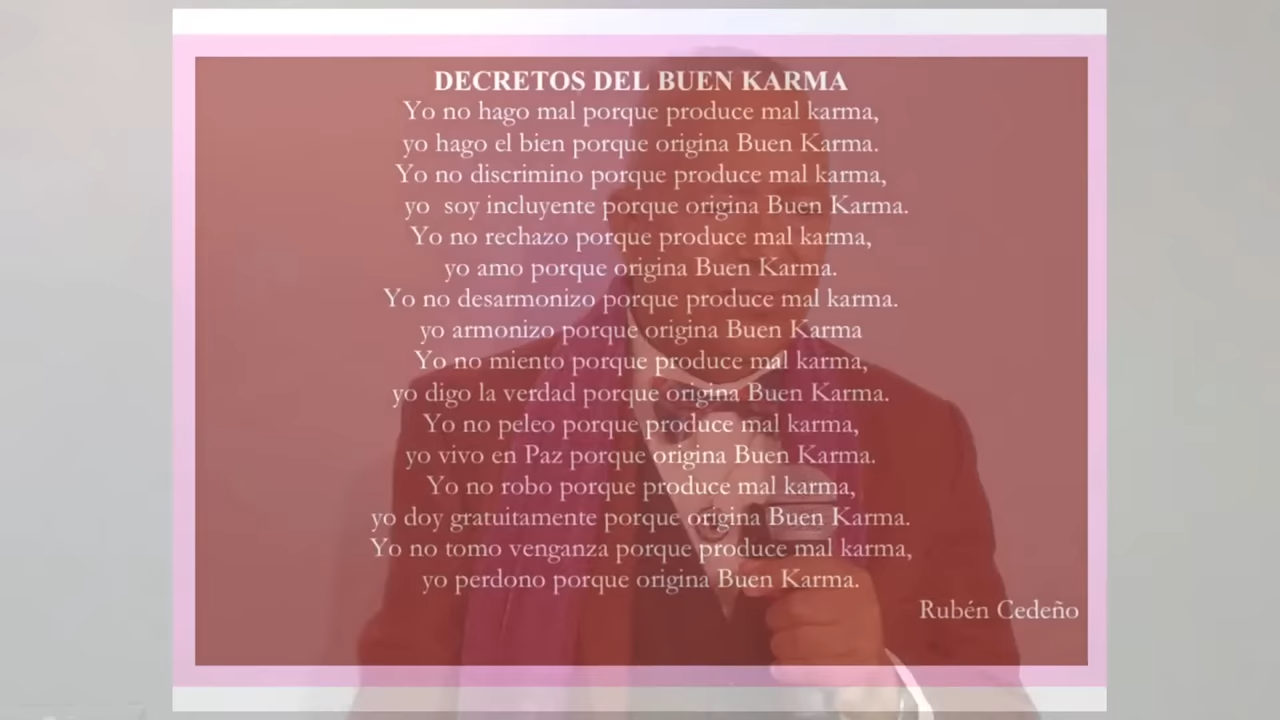 DECRETOS DEL BUEN KARMA
Yo no hago mal porque produce mal karma,
yo hago el bien porque origina Buen Karma.
Yo no discrimino porque produce mal karma,
yo soy incluyente porque origina Buen Karma.
Yo no rechazo porque produce mal karma,
yo amo porque origina Buen Karma.
Yo no desarmonizo porque produce mal karma.
yo armonizo porque origina Buen Karma
Yo no miento porque produce mal karma,
yo digo la verdad porque origina Buen Karma.
Yo no peleo porque produce mal karma,
yo vivo en Paz porque origina Buen Karma.
Yo no robo porque produce mal karma,
yo doy gratuitamente porque origina Buen Karma.
Yo no tomo venganza porque produce mal karma,
yo perdono porque origina Buen Karma.
Rubén Cedeño